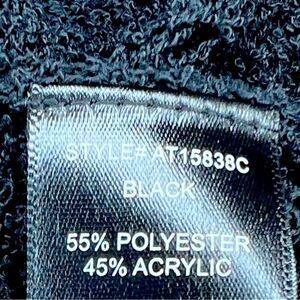 STYLE# AT15838C
BLACK
55% POLYESTER
45% ACRYLIC